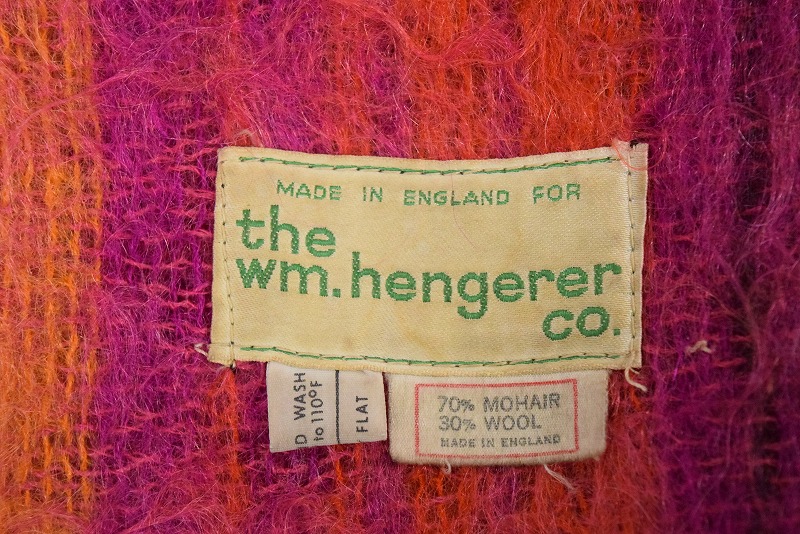 MADE IN ENGLAND FOR
the
wm.hengerer
co.
D WASH
to 110°F
FLAT
70% MOHAIR
30% WOOL
MADE IN ENGLAND